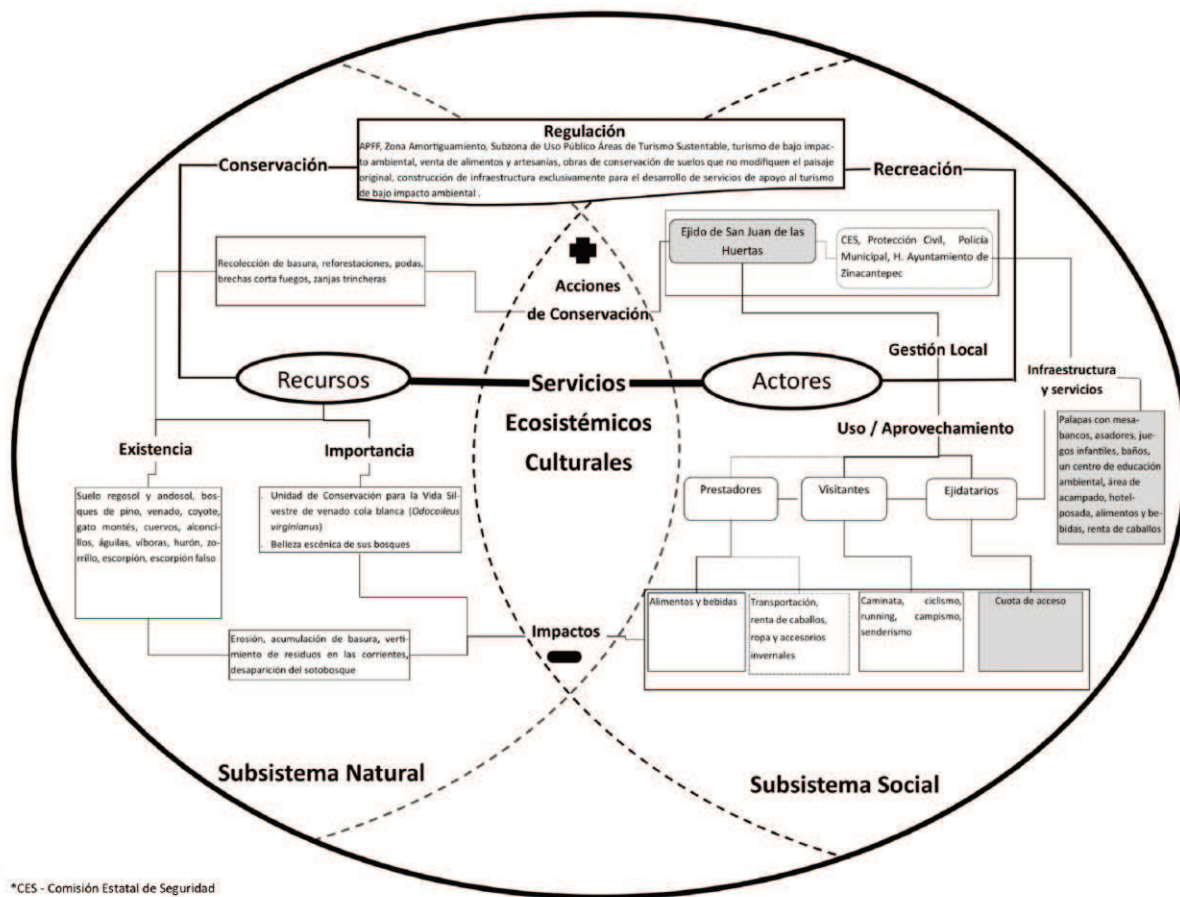 Regulación
APFF, Zona Amortiguamiento, Subzona de Uso Público Áreas de Turismo Sustentable, turismo de bajo impac-
to ambiental, venta de alimentos y artesanías, obras de conservación de suelos que no modifiquen el paisaje
original, construcción de infraestructura exclusivamente para el desarrollo de servicios de apoyo al turismo
de bajo impacto ambiental .
Conservación
Recreación
Recolección de basura, reforestaciones, podas,
brechas corta fuegos, zanjas trincheras
Acciones
de Conservación
Ejido de San Juan de las
Huertas
CES, Protección Civil, Policía
Municipal, H. Ayuntamiento de
Zinacantepec
Gestión Local
Recursos
Servicios
Ecosistémicos
Culturales
Actores
Infraestructura
y servicios
Palapas con mesa-
bancos, asadores, jue-
gos infantiles, baños,
un centro de educación
ambiental, área de
acampado, hotel-
posada, alimentos y be-
bidas, renta de caballos
Existencia
Importancia
Uso / Aprovechamiento
Suelo regosol y andosol, bos-
ques de pino, venado, coyote,
gato montés, cuervos, alconci-
llos, águilas, víboras, hurón, zo-
rrillo, escorpión, escorpión falso
. Unidad de Conservación para la Vida Sil-
vestre de venado cola blanca (Odocoileus
virginianus)
. Belleza escénica de sus bosques
Prestadores
Visitantes
Ejidatarios
Alimentos y bebidas
Transportación,
renta de caballos,
ropa y accesorios
invernales
Caminata, ciclismo,
running, campismo,
senderismo
Cuota de acceso
Impactos
Erosión, acumulación de basura, verti-
miento de residuos en las corrientes,
desaparición del sotobosque
Subsistema Natural
Subsistema Social
*CES - Comisión Estatal de Seguridad